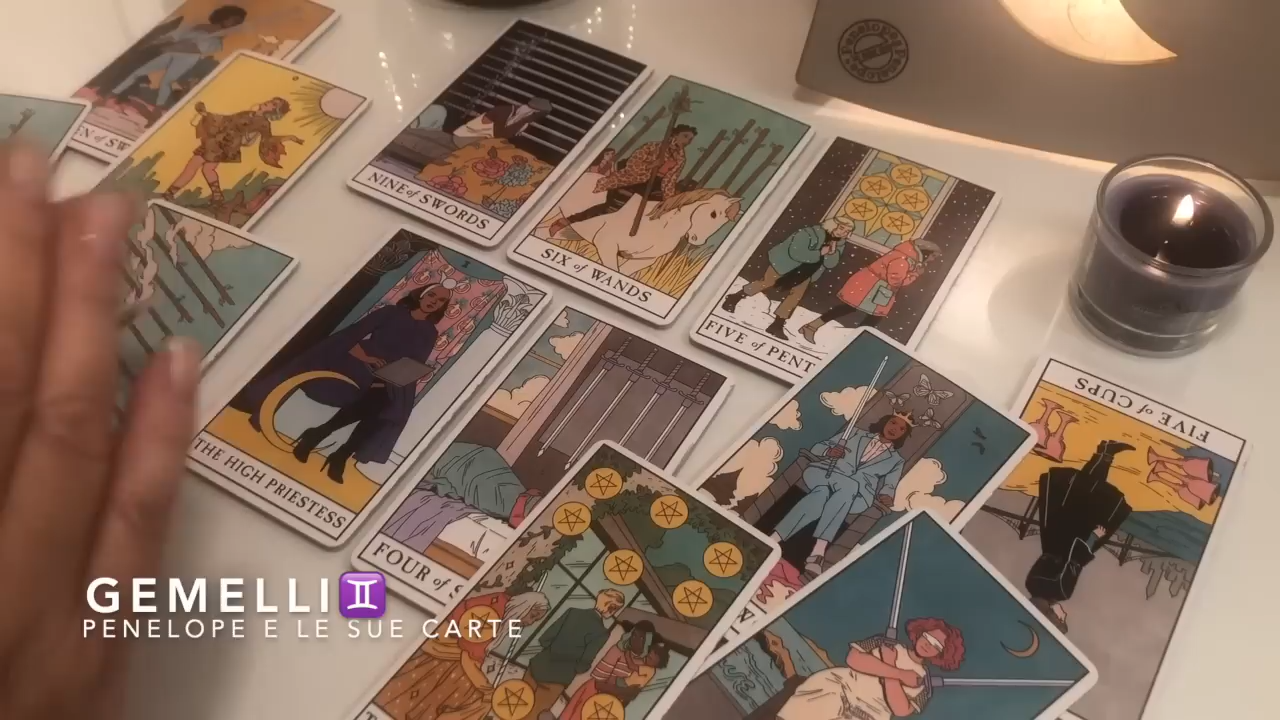 NINE of SWORDS
SIX of WANDS
FIVE of PENT
FIVE of CUPS
THE HIGH PRIESTESS
FOUR of S
GEMELLI♊
PENELOPE E LE SUE CARTE